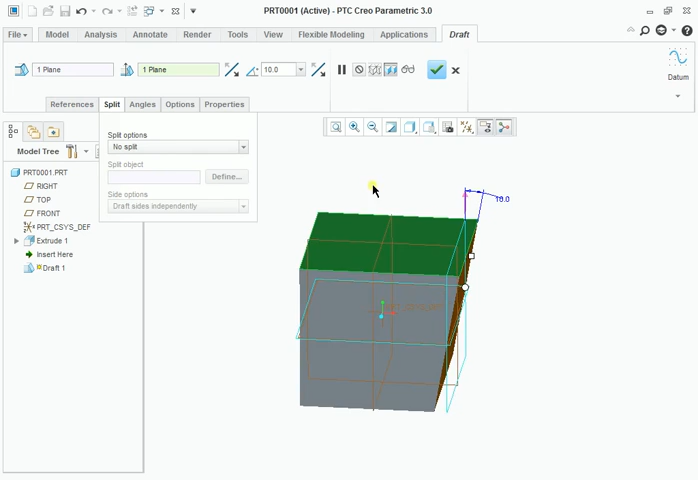 PRT0001 (Active) - PTC Creo Parametric 3.0
File Model Analysis Annotate Render Tools View Flexible Modeling Applications Draft
1 Plane 1 Plane 10.0
Datum
References Split Angles Options Properties
Split options
No split
Split object
Define...
Side options
Draft sides independently
Model Tree
PRT0001.PRT
RIGHT
TOP
FRONT
PRT_CSYS_DEF
Extrude 1
Insert Here
Draft 1
10.0